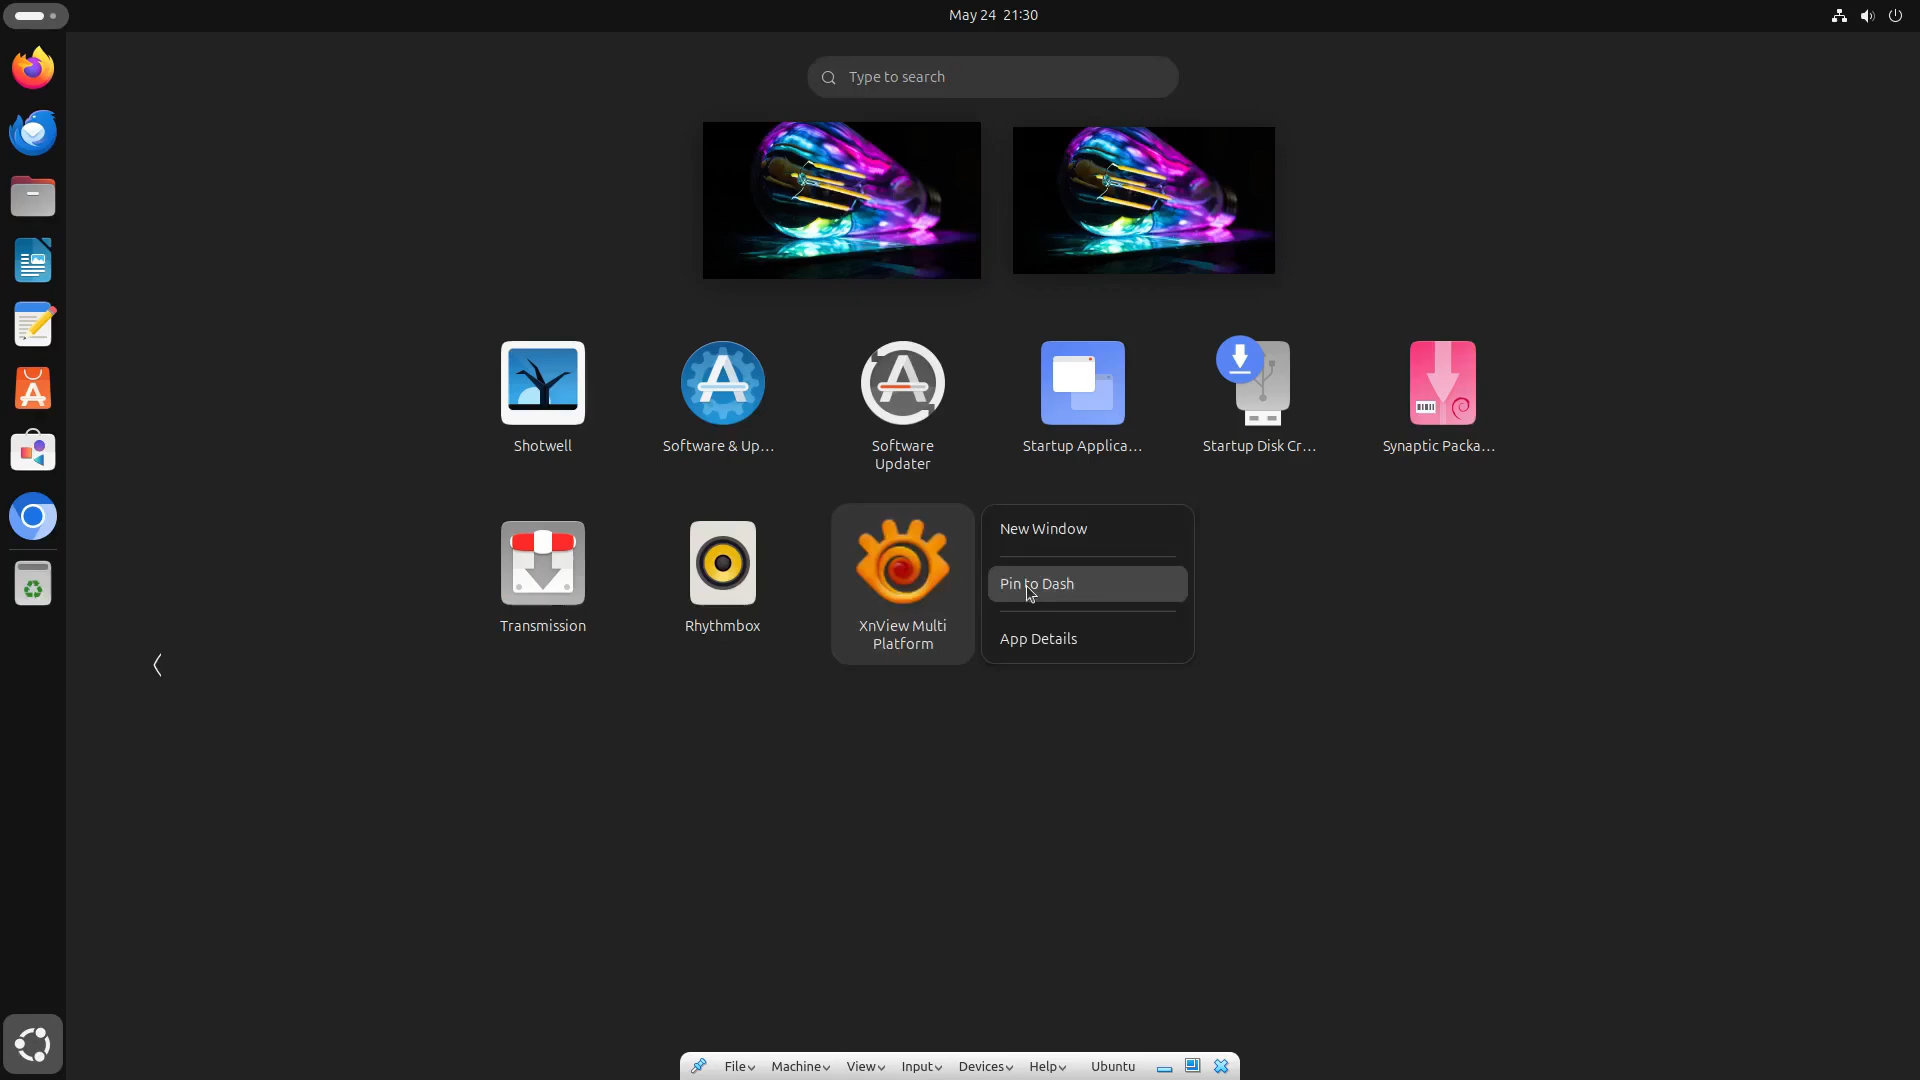 May 24 21:30
Type to search
Shotwell
Software & Up...
Software
Updater
Startup Applica...
Startup Disk Cr...
Synaptic Packa...
Transmission
Rhythmbox
XnView Multi
Platform
New Window
Pin to Dash
App Details
File Machine View Input Devices Help Ubuntu